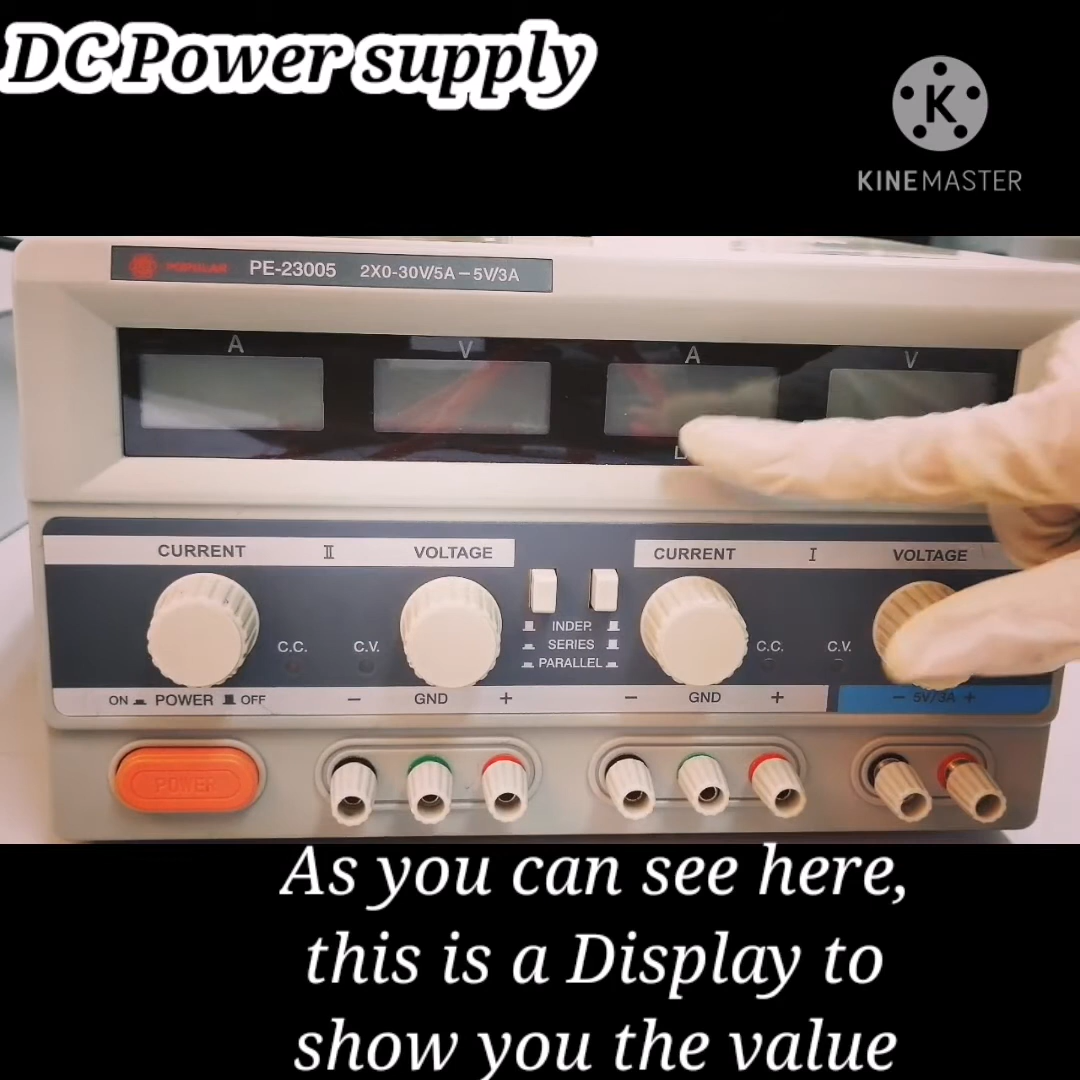 DC Power supply
K
KINEMASTER
POPULAR PE-23005 2X0-30V/5A-5V/3A
A V A V
CURRENT II VOLTAGE CURRENT I VOLTAGE
INDEP.
C.C. C.V. SERIES C.C. C.V.
PARALLEL
ON POWER OFF - GND + - GND + - 5V/3A +
POWER
As you can see here,
this is a Display to
show you the value